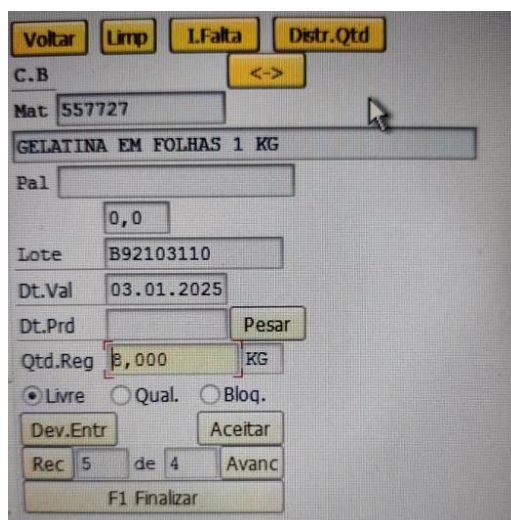 Voltar Limp I.Falta Distr.Qtd
C.B <->
Mat 557727
GELATINA EM FOLHAS 1 KG
Pal
0,0
Lote B92103110
Dt.Val 03.01.2025
Dt.Prd Pesar
Qtd.Reg 8,000 KG
Livre Qual. Bloq.
Dev.Entr Aceitar
Rec 5 de 4 Avanc
F1 Finalizar